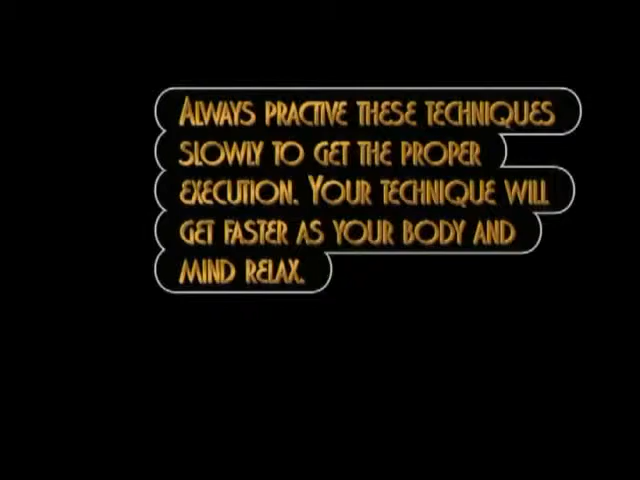 Always practive these techniques
slowly to get the proper
execution. Your technique will
get faster as your body and
mind relax.